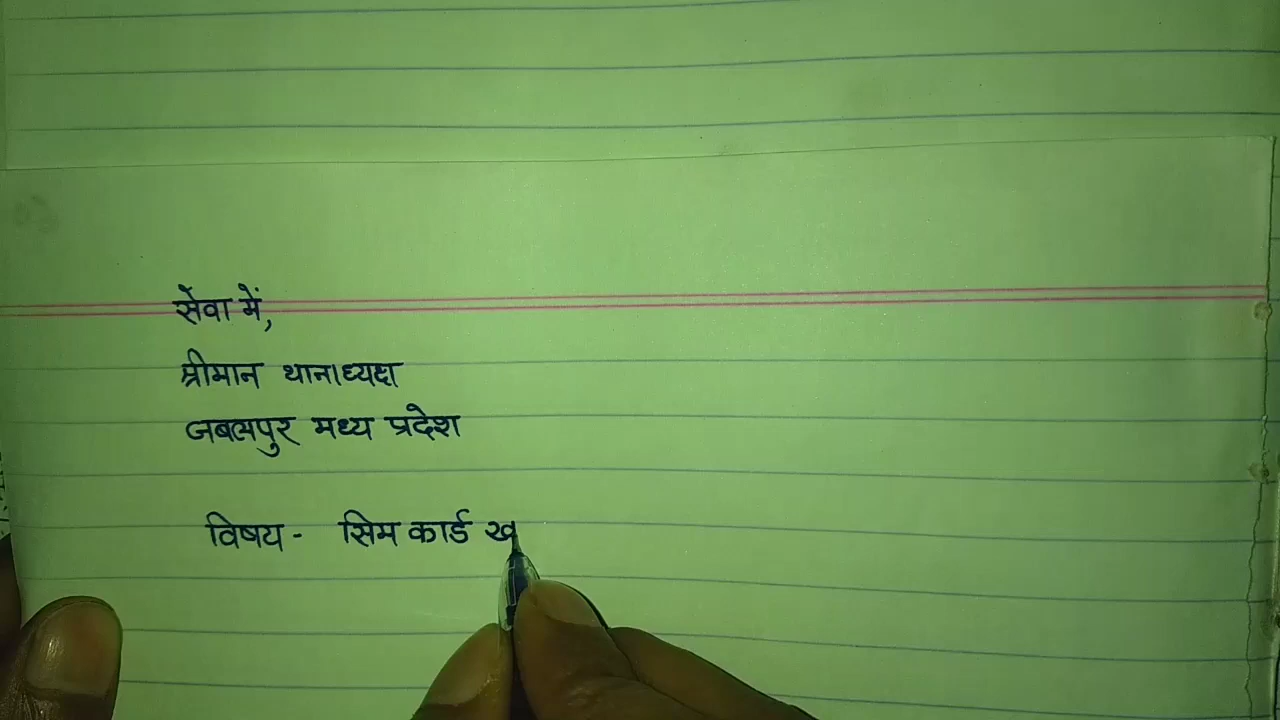 सेवा में,
श्रीमान थानाध्यक्ष
जबलपुर मध्य प्रदेश
विषय - सिम कार्ड ख